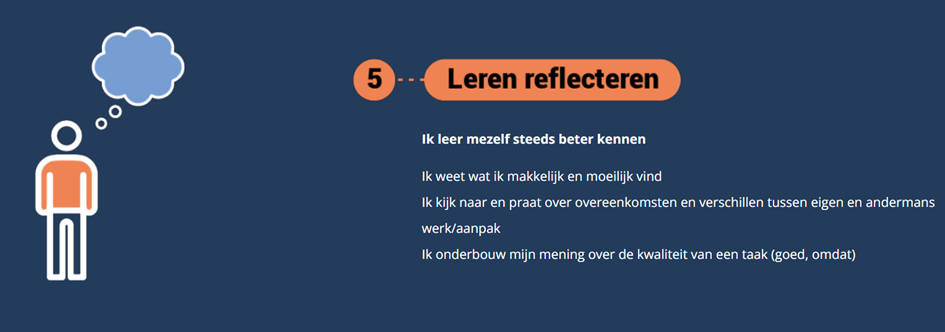 5
Leren reflecteren
Ik leer mezelf steeds beter kennen
Ik weet wat ik makkelijk en moeilijk vind
Ik kijk naar en praat over overeenkomsten en verschillen tussen eigen en andermans
werk/aanpak
Ik onderbouw mijn mening over de kwaliteit van een taak (goed, omdat)